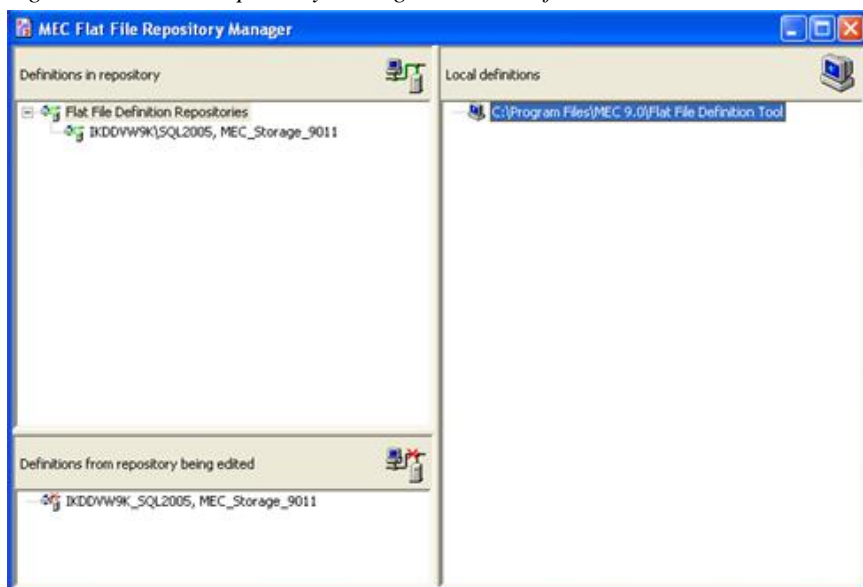 MEC Flat File Repository Manager
Definitions in repository
Flat File Definition Repositories
IKDDVW9K\SQL2005, MEC_Storage_9011
Definitions from repository being edited
IKDDVW9K_SQL2005, MEC_Storage_9011
Local definitions
C:\Program Files\MEC 9.0\Flat File Definition Tool